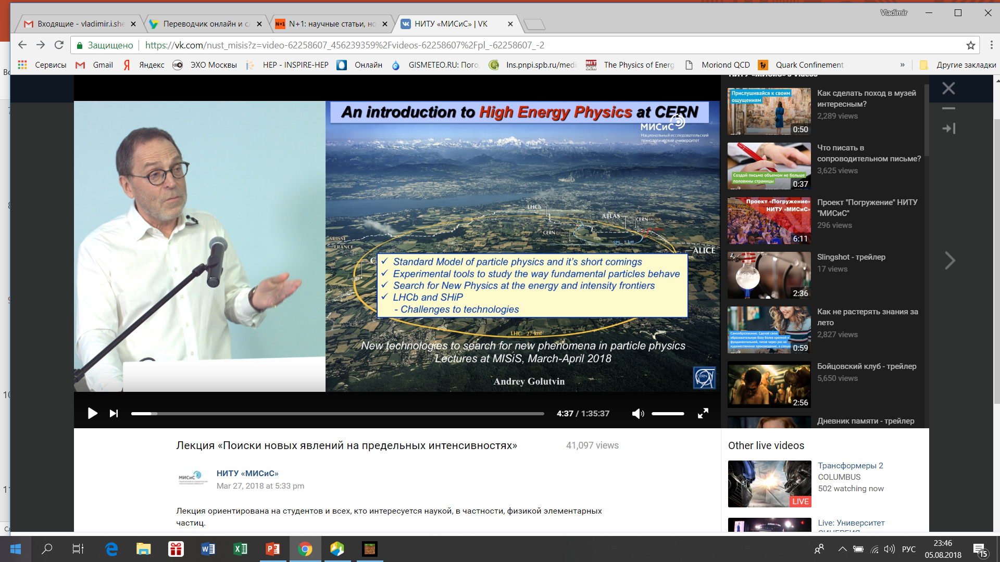 Vladimir
Входящие - vladimir.i.she
Переводчик онлайн и сл
N+1: научные статьи, но
НИТУ «МИСиС» | VK
Защищено
https://vk.com/nust_misis?z=video-62258607_456239359%2Fvideos-62258607%2Fpl_-62258607_-2
Сервисы
Gmail
Яндекс
ЭХО Москвы
HEP - INSPIRE-HEP
Онлайн
GISMETEO.RU: Пого
lns.pnpi.spb.ru/medi
The Physics of Energ
Moriond QCD
Quark Confinement
»
Другие закладки
An introduction to High Energy Physics at CERN
МИСиС
Национальный исследовательский
технологический университет
LHCb
ATLAS
CERN
CERN
SUISSE
FRANCE
SPS 7 km
ALICE
✓ Standard Model of particle physics and it's short comings
✓ Experimental tools to study the way fundamental particles behave
✓ Search for New Physics at the energy and intensity frontiers
✓ LHCb and SHiP
- Challenges to technologies
LHC 27 km
New technologies to search for new phenomena in particle physics
Lectures at MISiS, March-April 2018
Andrey Golutvin
CERN
4:37 / 1:35:37
НИТУ «МИСиС»'s Videos
Прислушивайся к своим
ощущениям
0:50
Как сделать поход в музей
интересным?
2,289 views
Создай письмо объемом не больше
половины страницы
0:37
Что писать в
сопроводительном письме?
3,625 views
Проект «Погружение»
НИТУ «МИСиС»
6:11
Проект "Погружение" НИТУ
"МИСиС"
296 views
2:36
Slingshot - трейлер
17 views
0:59
Как не растерять знания за
лето
2,827 views
2:56
Бойцовский клуб - трейлер
5,650 views
Дневник памяти - трейлер
Лекция «Поиски новых явлений на предельных интенсивностях»
41,097 views
МИСиС
НИТУ «МИСиС»
Mar 27, 2018 at 5:33 pm
Лекция ориентирована на студентов и всех, кто интересуется наукой, в частности, физикой элементарных
частиц.
Other live videos
LIVE
Трансформеры 2
COLUMBUS
502 watching now
Live: Университет
РУС
23:46
05.08.2018
15